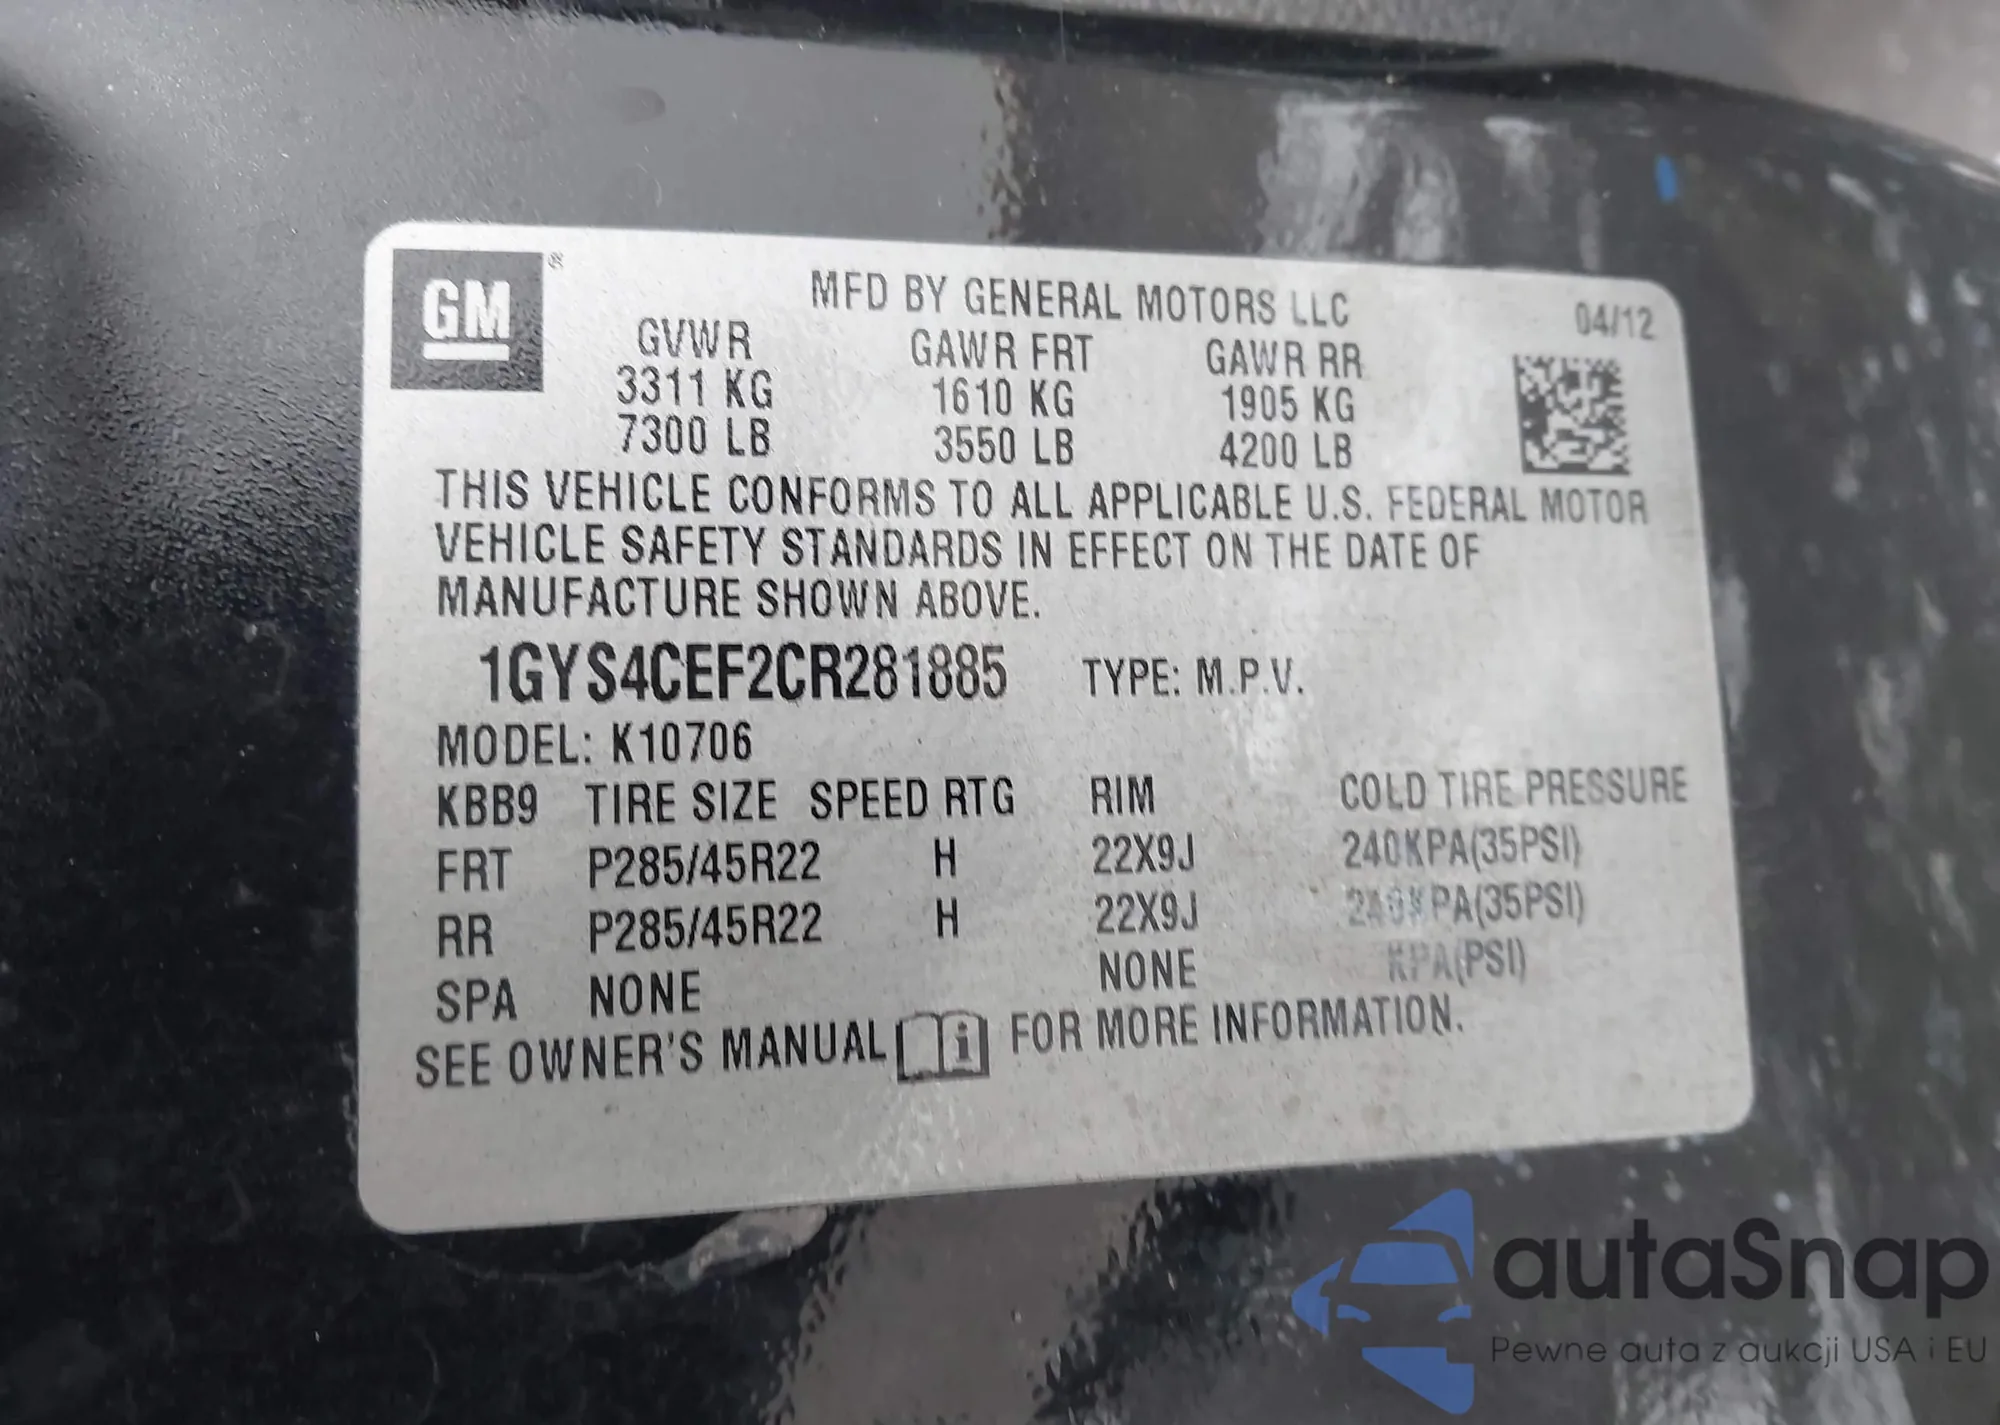 GM ®
MFD BY GENERAL MOTORS LLC
04/12
GVWR GAWR FRT GAWR RR
3311 KG 1610 KG 1905 KG
7300 LB 3550 LB 4200 LB
THIS VEHICLE CONFORMS TO ALL APPLICABLE U.S. FEDERAL MOTOR
VEHICLE SAFETY STANDARDS IN EFFECT ON THE DATE OF
MANUFACTURE SHOWN ABOVE.
1GYS4CEF2CR281885 TYPE: M.P.V.
MODEL: K10706
KBB9 TIRE SIZE SPEED RTG RIM COLD TIRE PRESSURE
FRT P285/45R22 H 22X9J 240KPA(35PSI)
RR P285/45R22 H 22X9J 240KPA(35PSI)
SPA NONE NONE KPA(PSI)
SEE OWNER'S MANUAL i FOR MORE INFORMATION.
autaSnap
Pewne auta z aukcji USA i EU